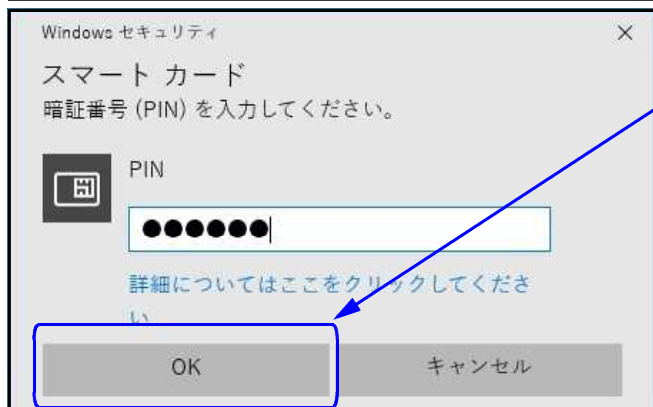 Windows セキュリティ
スマート カード
暗証番号 (PIN) を入力してください。
PIN
●●●●●●
詳細についてはここをクリックしてくださ
い
OK
キャンセル